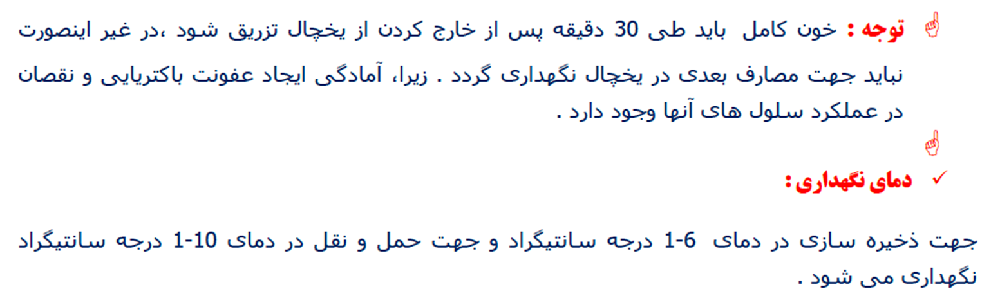 ☝ توجه : خون کامل باید طی 30 دقیقه پس از خارج کردن از یخچال تزریق شود ،در غیر اینصورت
نباید جهت مصارف بعدی در یخچال نگهداری گردد . زیرا، آمادگی ایجاد عفونت باکتریایی و نقصان
در عملکرد سلول های آنها وجود دارد .
☝
✓ دمای نگهداری :
جهت ذخیره سازی در دمای 6-1 درجه سانتیگراد و جهت حمل و نقل در دمای 10-1 درجه سانتیگراد
نگهداری می شود .